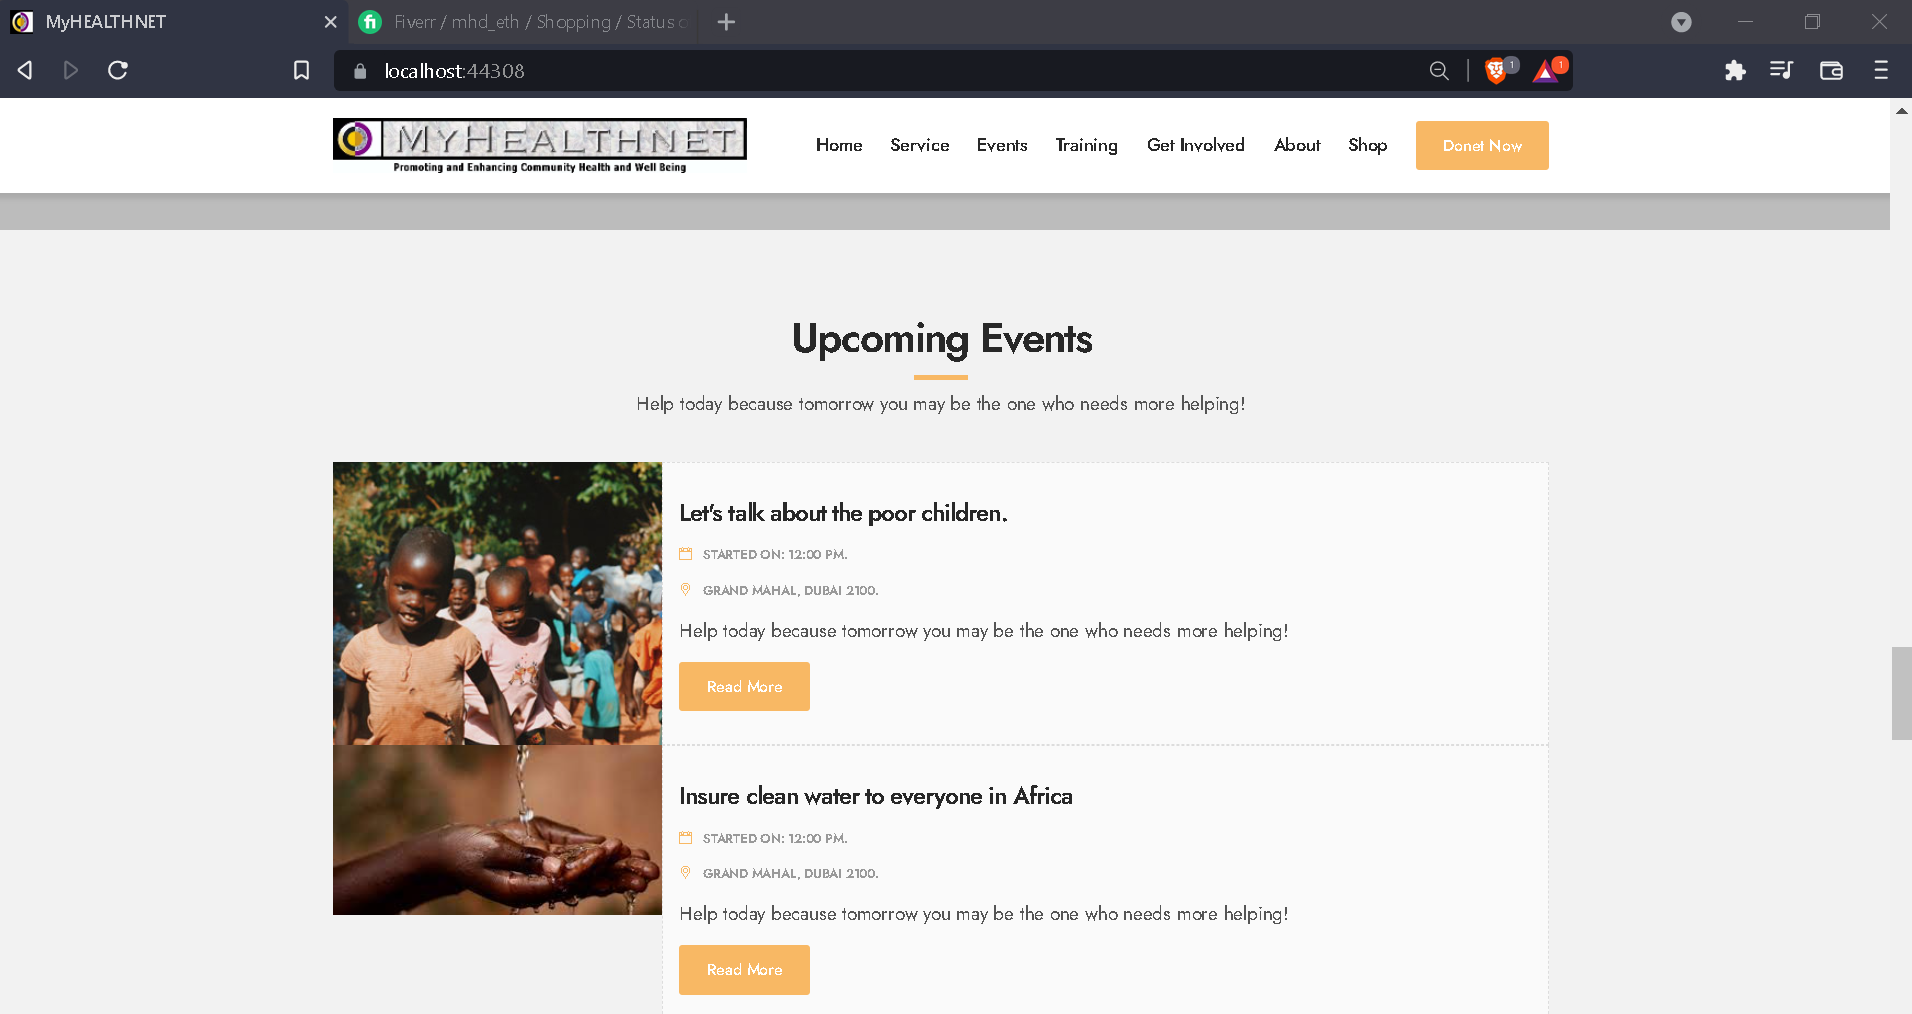 MyHEALTHNET
Fiverr / mhd_eth / Shopping / Status o
localhost:44308
1
1
MYHEALTHNET
Promoting and Enhancing Community Health and Well Being
Home Service Events Training Get Involved About Shop Donet Now
Upcoming Events
Help today because tomorrow you may be the one who needs more helping!
Let's talk about the poor children.
STARTED ON: 12:00 PM.
GRAND MAHAL, DUBAI 2100.
Help today because tomorrow you may be the one who needs more helping!
Read More
Insure clean water to everyone in Africa
STARTED ON: 12:00 PM.
GRAND MAHAL, DUBAI 2100.
Help today because tomorrow you may be the one who needs more helping!
Read More